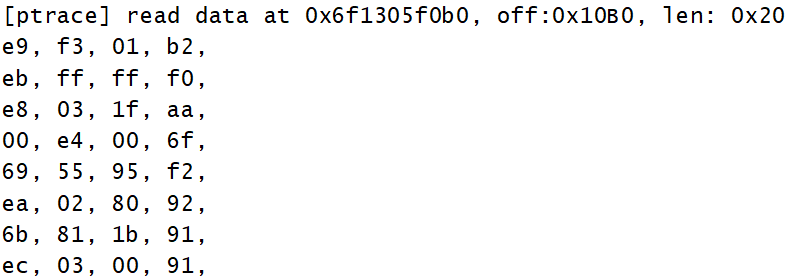 [ptrace] read data at 0x6f1305f0b0, off:0x10B0, len: 0x20
e9, f3, 01, b2,
eb, ff, ff, f0,
e8, 03, 1f, aa,
00, e4, 00, 6f,
69, 55, 95, f2,
ea, 02, 80, 92,
6b, 81, 1b, 91,
ec, 03, 00, 91,